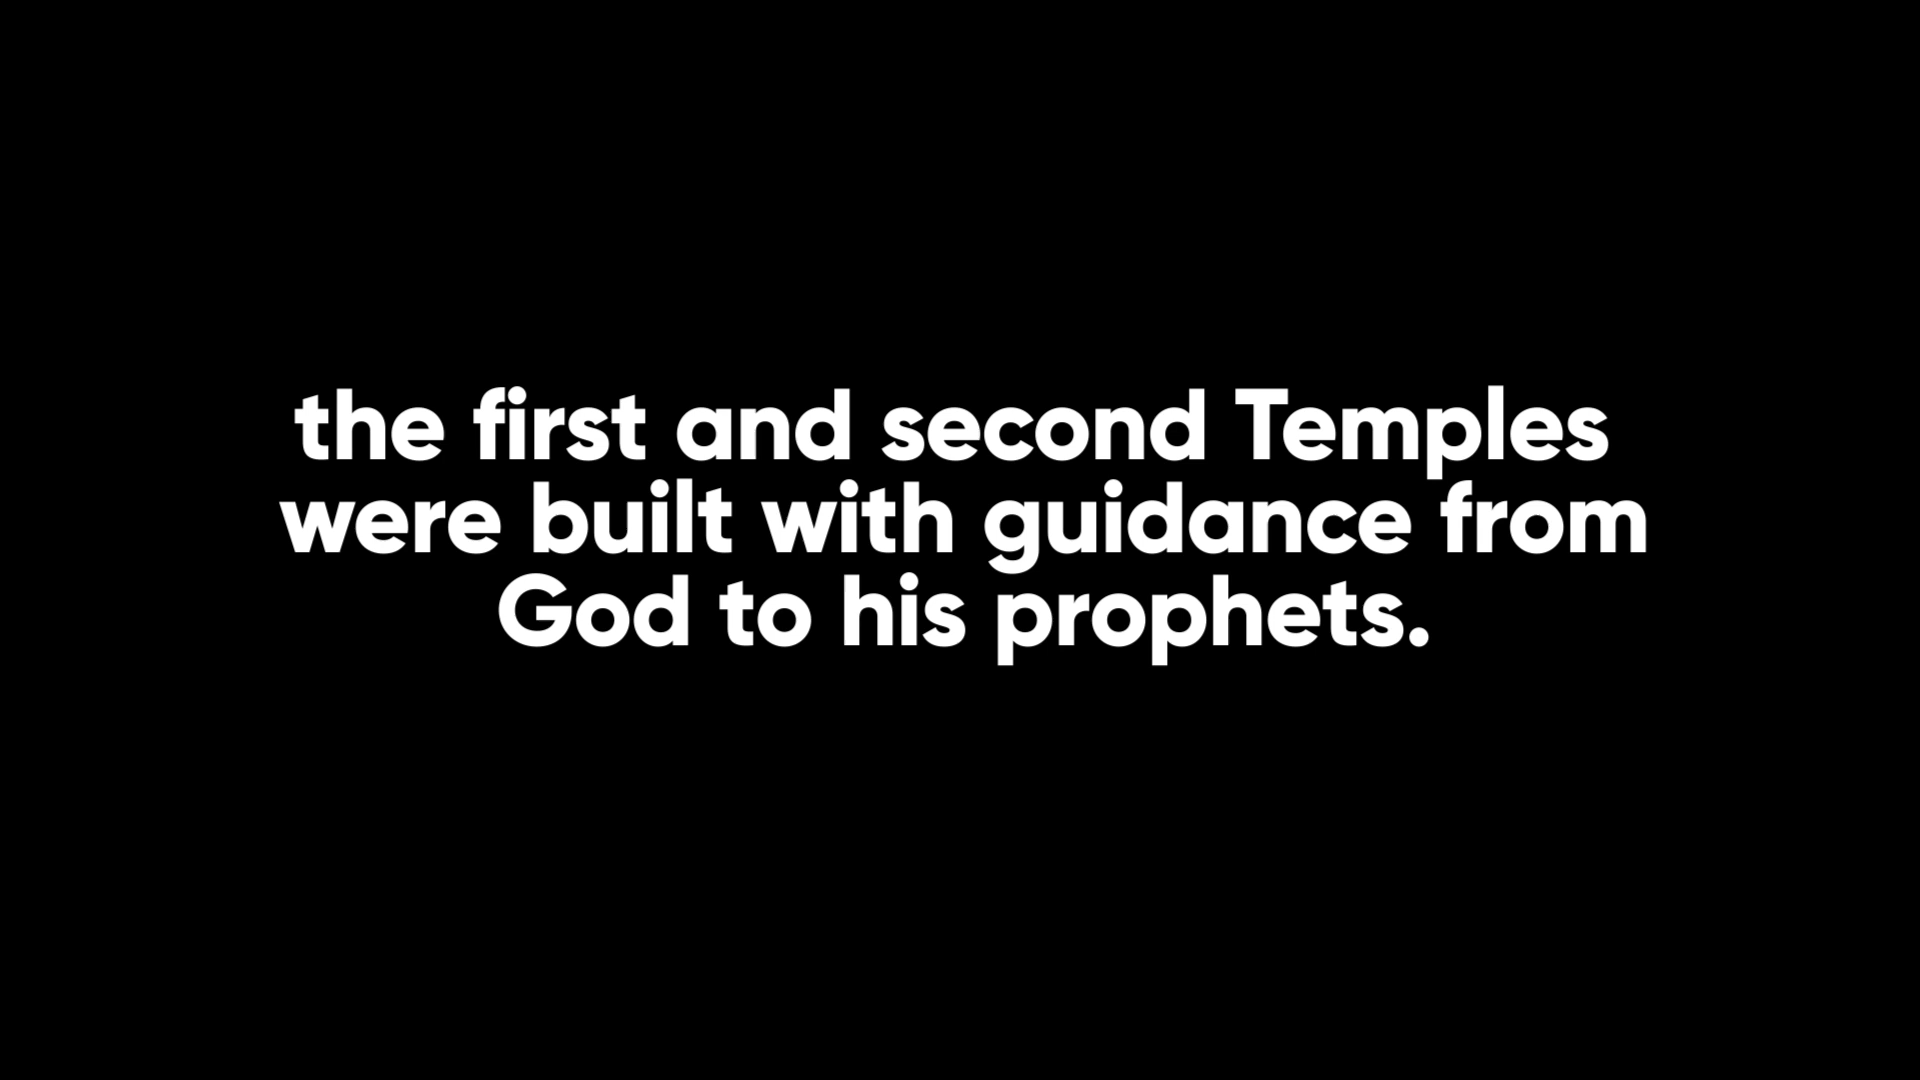 the first and second Temples
were built with guidance from
God to his prophets.